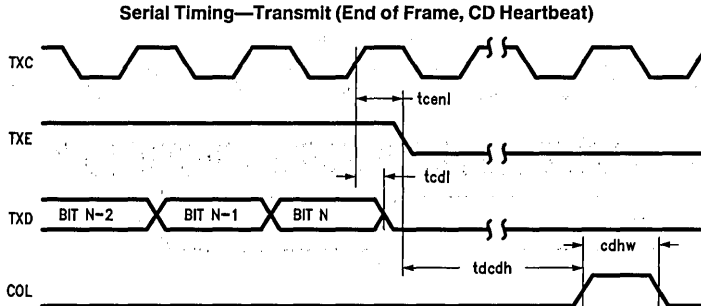 Serial Timing—Transmit (End of Frame, CD Heartbeat)
TXC
tcenl
TXE
tcdl
TXD
BIT N-2
BIT N-1
BIT N
cdhw
tdcdh
COL